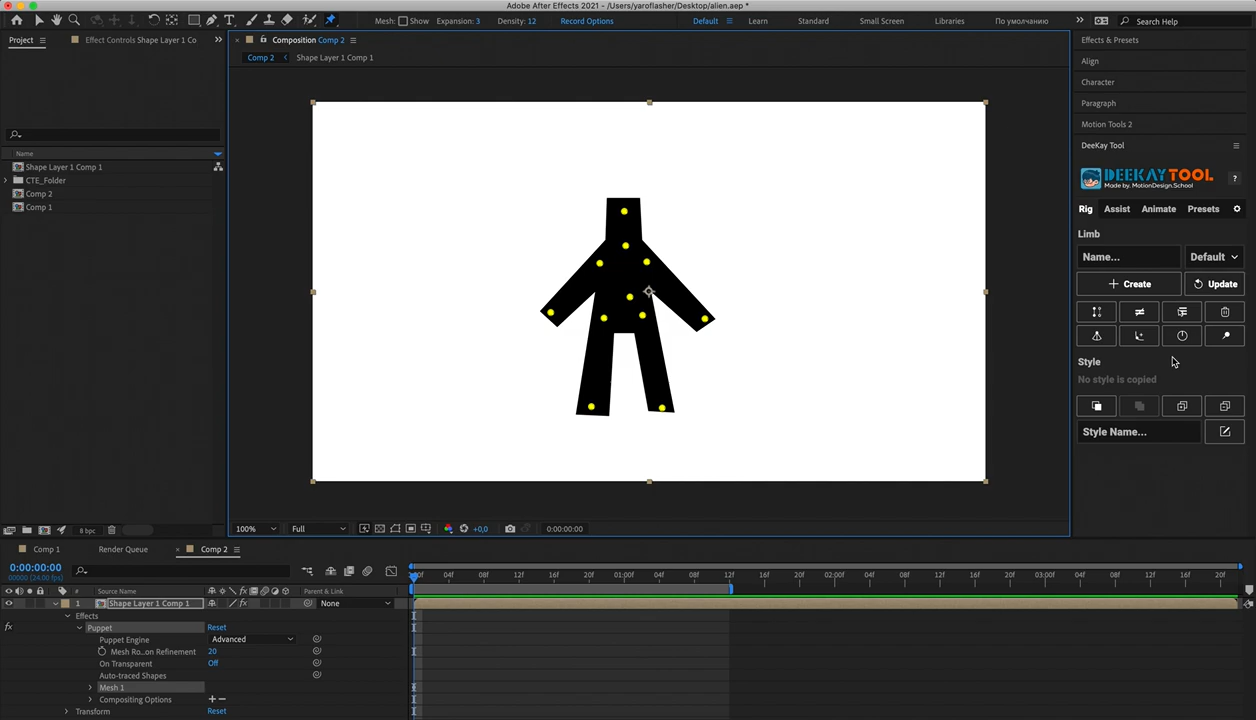 Adobe After Effects 2021 - /Users/yaroflasher/Desktop/alien.aep *
Mesh: Show Expansion: 3 Density: 12 Record Options
Default Learn Standard Small Screen Libraries По умолчанию
Search Help
Project
Effect Controls Shape Layer 1 Co
Composition Comp 2
Comp 2
Shape Layer 1 Comp 1
Name
Shape Layer 1 Comp 1
CTE_Folder
Comp 2
Comp 1
Effects & Presets
Align
Character
Paragraph
Motion Tools 2
DeeKay Tool
DEEKAY TOOL
Made by. MotionDesign.School
?
Rig Assist Animate Presets
Limb
Name... Default
Create Update
Style
No style is copied
Style Name...
8 bpc
100% Full +0,0 0:00:00:00
Comp 1 Render Queue Comp 2
0:00:00:00
00000 (24.00 fps)
# Source Name Parent & Link
1 Shape Layer 1 Comp 1 None
Effects
Puppet Reset
Puppet Engine Advanced
Mesh Ro...on Refinement 20
On Transparent Off
Auto-traced Shapes
Mesh 1
Compositing Options + −
Transform Reset
:00f 04f 08f 12f 16f 20f 01:00f 04f 08f 12f 16f 20f 02:00f 04f 08f 12f 16f 20f 03:00f 04f 08f 12f 16f 20f